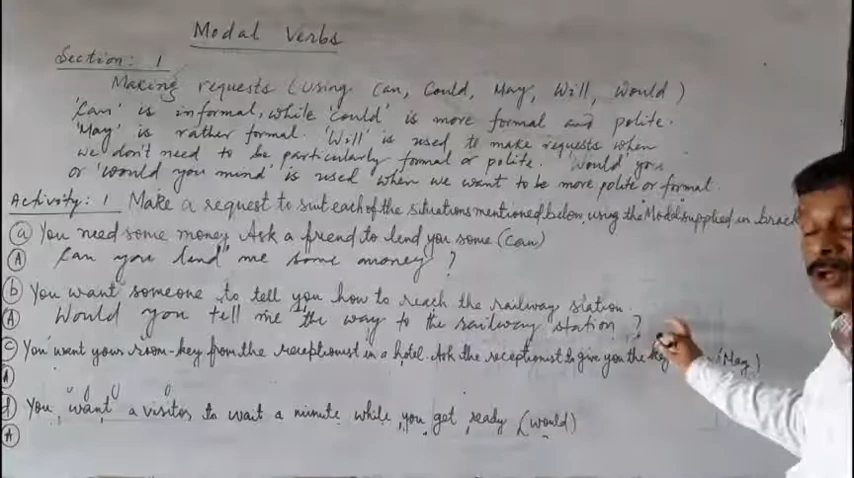 Modal Verbs
Section: 1
Making requests (using Can, Could, May, Will, Would)
'Can' is informal, while 'could' is more formal and polite.
'May' is rather formal. 'Will' is used to make requests when
we don't need to be particularly formal or polite. 'Would' you
or 'would you mind' is used when we want to be more polite or formal.
Activity: 1 Make a request to suit each of the situations mentioned below, using the Modal supplied in brack
(a) You need some money Ask a friend to lend you some (can)
(A) Can you lend me some money?
(b) You want someone to tell you how to reach the railway station.
(A) Would you tell me the way to the railway station?
(c) You want your room-key from the receptionist in a hotel. Ask the receptionist to give you the key 'May')
(A)
(d) You want a visitor to wait a minute while you get ready (would)
(A)